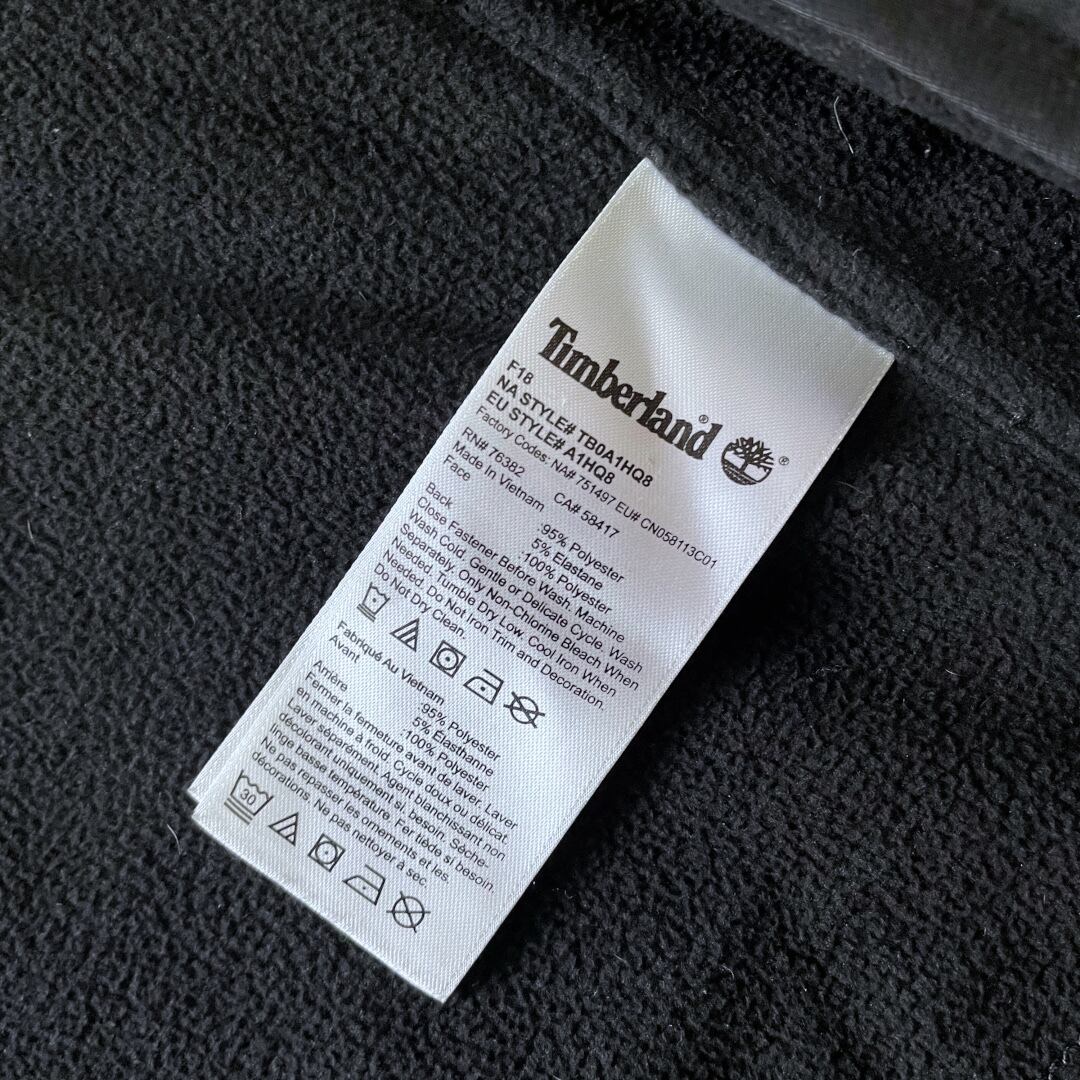 Timberland®
F18
NA STYLE# TB0A1HQ8
EU STYLE# A1HQ8
Factory Codes: NA# 751497 EU# CN058113C01
RN# 76382 CA# 58417
Made In Vietnam
Face :95% Polyester
5% Elastane
Back :100% Polyester
Close Fastener Before Wash. Machine
Wash Cold. Gentle or Delicate Cycle. Wash
Separately. Only Non-Chlorine Bleach When
Needed. Tumble Dry Low. Cool Iron When
Needed. Do Not Iron Trim and Decoration.
Do Not Dry Clean.
Fabriqué Au Vietnam
Avant :95% Polyester
5% Élasthanne
Arrière :100% Polyester
Fermer la fermeture avant de laver. Laver
en machine à froid. Cycle doux ou délicat.
Laver séparément. Agent blanchissant non
décolorant uniquement si besoin. Sèche-
linge basse température. Fer tiède si besoin.
Ne pas repasser les ornements et les
décorations. Ne pas nettoyer à sec.
30